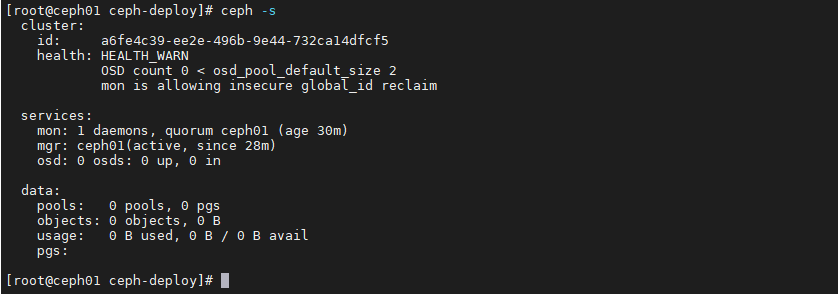 [root@ceph01 ceph-deploy]# ceph -s
  cluster:
    id:     a6fe4c39-ee2e-496b-9e44-732ca14dfcf5
    health: HEALTH_WARN
            OSD count 0 < osd_pool_default_size 2
            mon is allowing insecure global_id reclaim

  services:
    mon: 1 daemons, quorum ceph01 (age 30m)
    mgr: ceph01(active, since 28m)
    osd: 0 osds: 0 up, 0 in

  data:
    pools:   0 pools, 0 pgs
    objects: 0 objects, 0 B
    usage:   0 B used, 0 B / 0 B avail
    pgs:

[root@ceph01 ceph-deploy]#